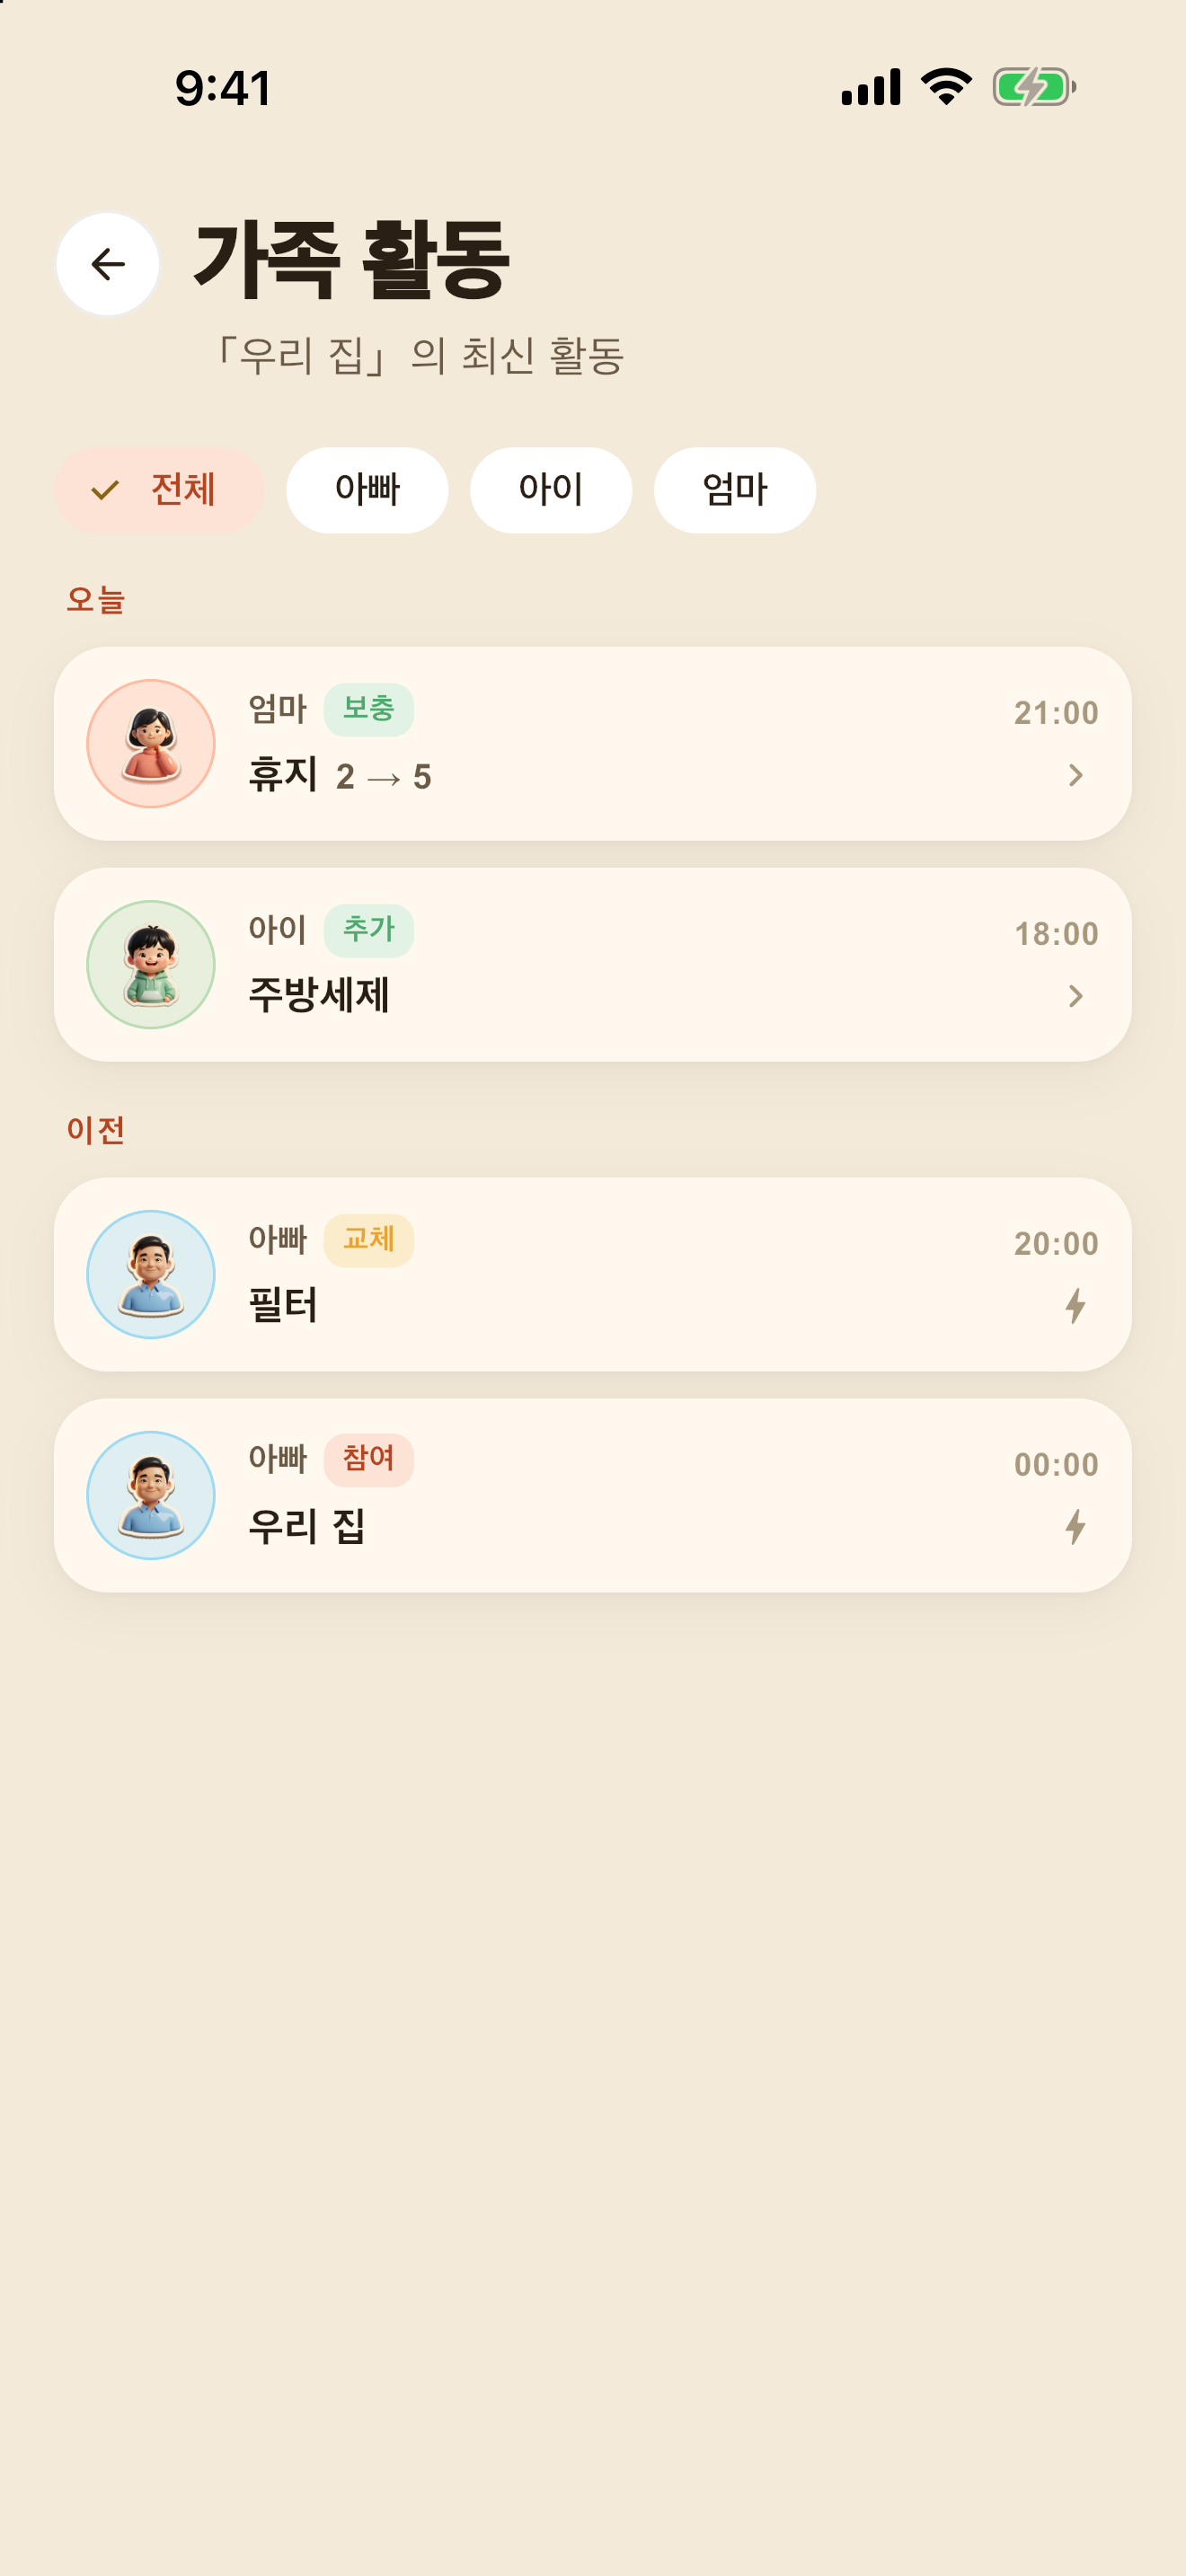 9:41
가족 활동
「우리 집」의 최신 활동
전체 아빠 아이 엄마
오늘
엄마 보충 21:00
휴지 2 → 5
아이 추가 18:00
주방세제
이전
아빠 교체 20:00
필터
아빠 참여 00:00
우리 집